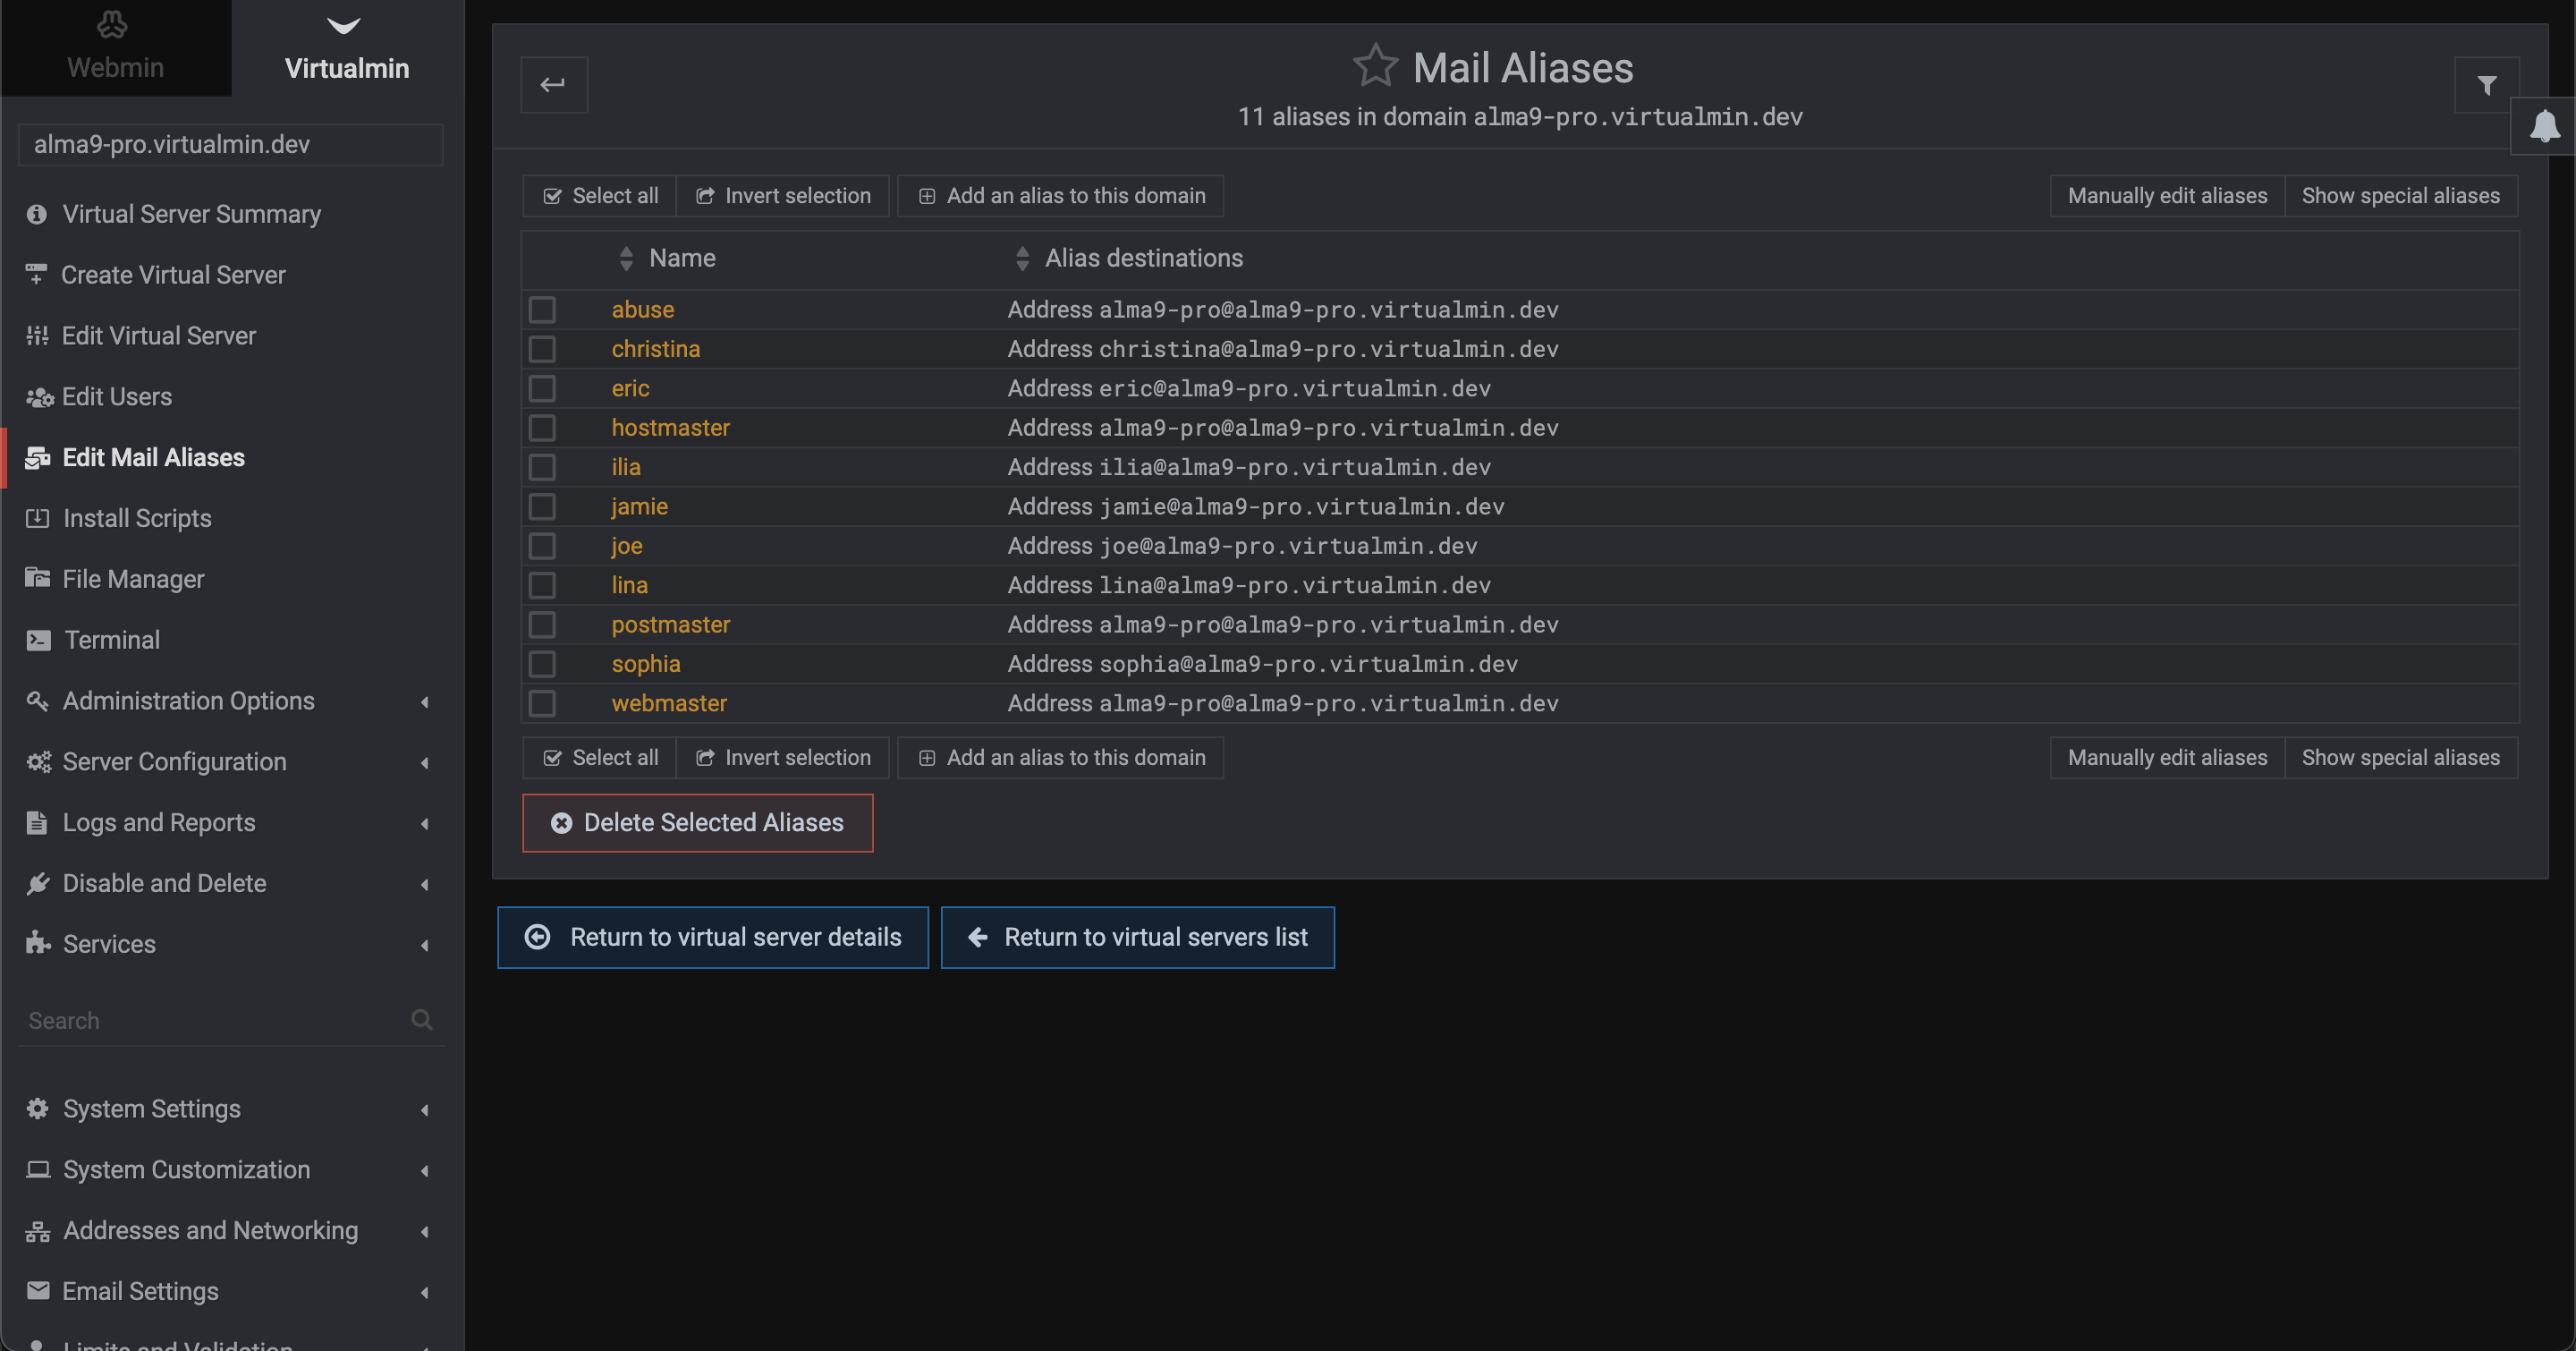 Webmin
Virtualmin
alma9-pro.virtualmin.dev
Virtual Server Summary
Create Virtual Server
Edit Virtual Server
Edit Users
Edit Mail Aliases
Install Scripts
File Manager
Terminal
Administration Options
Server Configuration
Logs and Reports
Disable and Delete
Services
Search
System Settings
System Customization
Addresses and Networking
Email Settings
Limits and Validation
Mail Aliases
11 aliases in domain alma9-pro.virtualmin.dev
Select all Invert selection Add an alias to this domain Manually edit aliases Show special aliases
Name Alias destinations
abuse Address alma9-pro@alma9-pro.virtualmin.dev
christina Address christina@alma9-pro.virtualmin.dev
eric Address eric@alma9-pro.virtualmin.dev
hostmaster Address alma9-pro@alma9-pro.virtualmin.dev
ilia Address ilia@alma9-pro.virtualmin.dev
jamie Address jamie@alma9-pro.virtualmin.dev
joe Address joe@alma9-pro.virtualmin.dev
lina Address lina@alma9-pro.virtualmin.dev
postmaster Address alma9-pro@alma9-pro.virtualmin.dev
sophia Address sophia@alma9-pro.virtualmin.dev
webmaster Address alma9-pro@alma9-pro.virtualmin.dev
Select all Invert selection Add an alias to this domain Manually edit aliases Show special aliases
Delete Selected Aliases
Return to virtual server details Return to virtual servers list